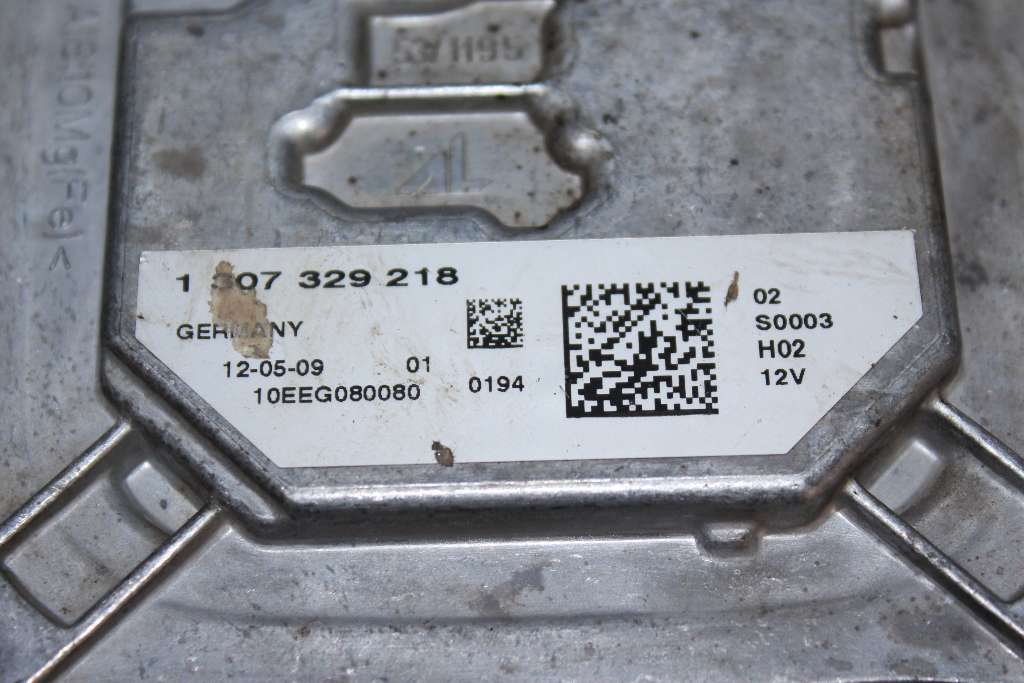 1 307 329 218
GERMANY
12-05-09 01
10EEG080080 0194
02
S0003
H02
12V